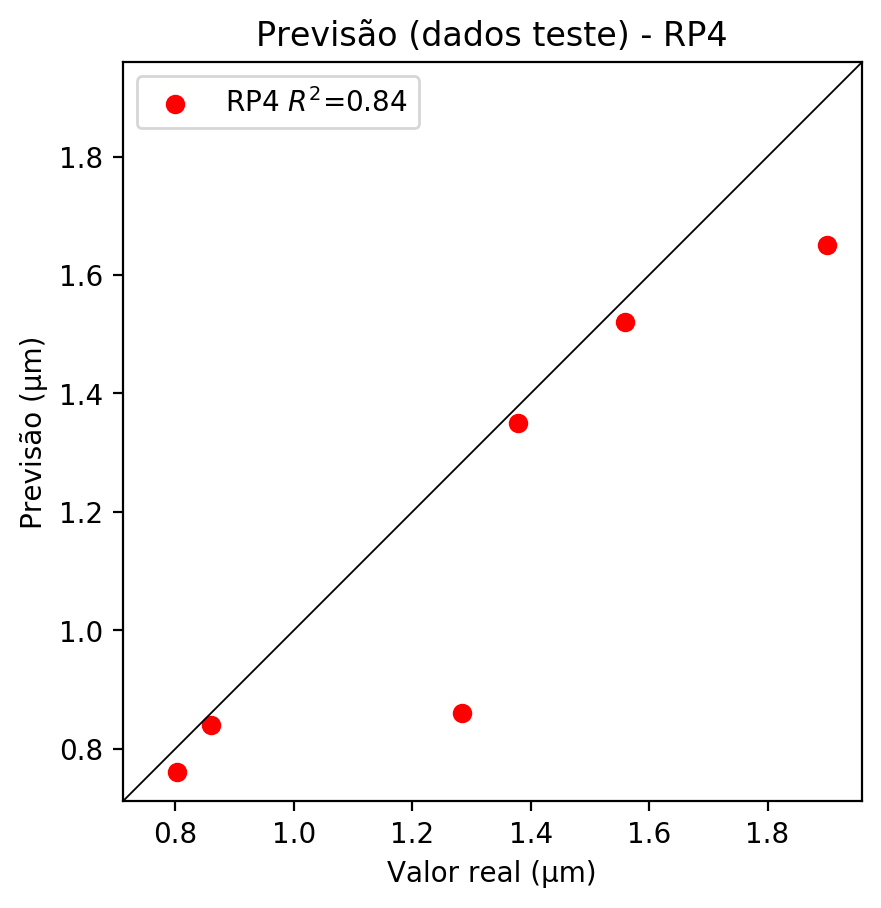 Previsão (dados teste) - RP4
RP4 R²=0.84
Previsão (µm)
1.8
1.6
1.4
1.2
1.0
0.8
0.8 1.0 1.2 1.4 1.6 1.8
Valor real (µm)